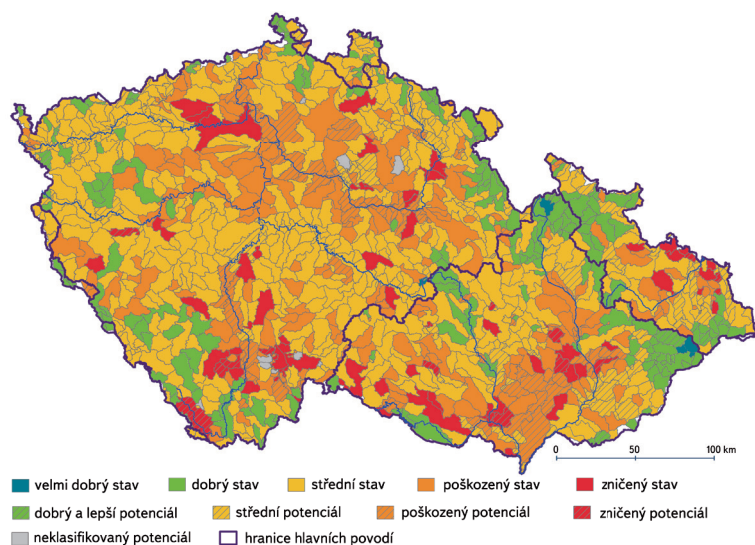 0 50 100 km
velmi dobrý stav dobrý stav střední stav poškozený stav zničený stav
dobrý a lepší potenciál střední potenciál poškozený potenciál zničený potenciál
neklasifikovaný potenciál hranice hlavních povodí